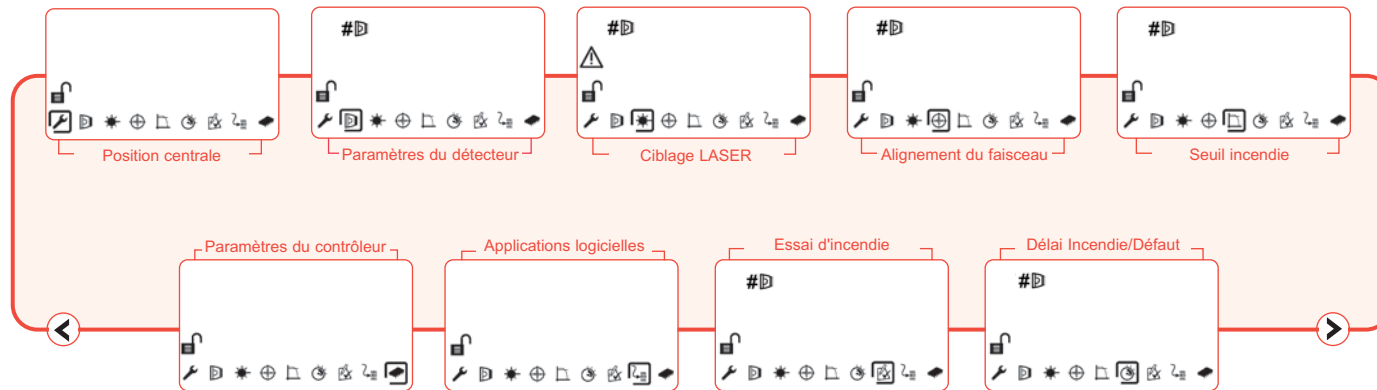 #
#
#
#
Position centrale
Paramètres du détecteur
Ciblage LASER
Alignement du faisceau
Seuil incendie
Paramètres du contrôleur
Applications logicielles
Essai d'incendie
Délai Incendie/Défaut
#
#